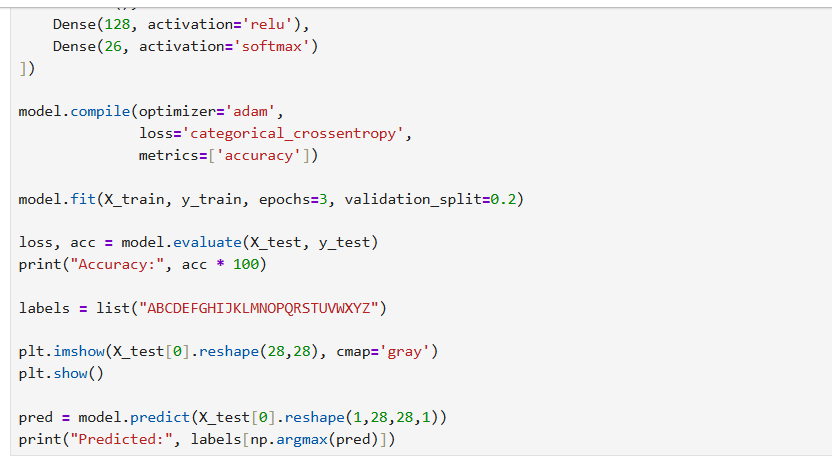 Dense(128, activation='relu'),
Dense(26, activation='softmax')
])
model.compile(optimizer='adam',
loss='categorical_crossentropy',
metrics=['accuracy'])
model.fit(X_train, y_train, epochs=3, validation_split=0.2)
loss, acc = model.evaluate(X_test, y_test)
print("Accuracy:", acc * 100)
labels = list("ABCDEFGHIJKLMNOPQRSTUVWXYZ")
plt.imshow(X_test[0].reshape(28,28), cmap='gray')
plt.show()
pred = model.predict(X_test[0].reshape(1,28,28,1))
print("Predicted:", labels[np.argmax(pred)])